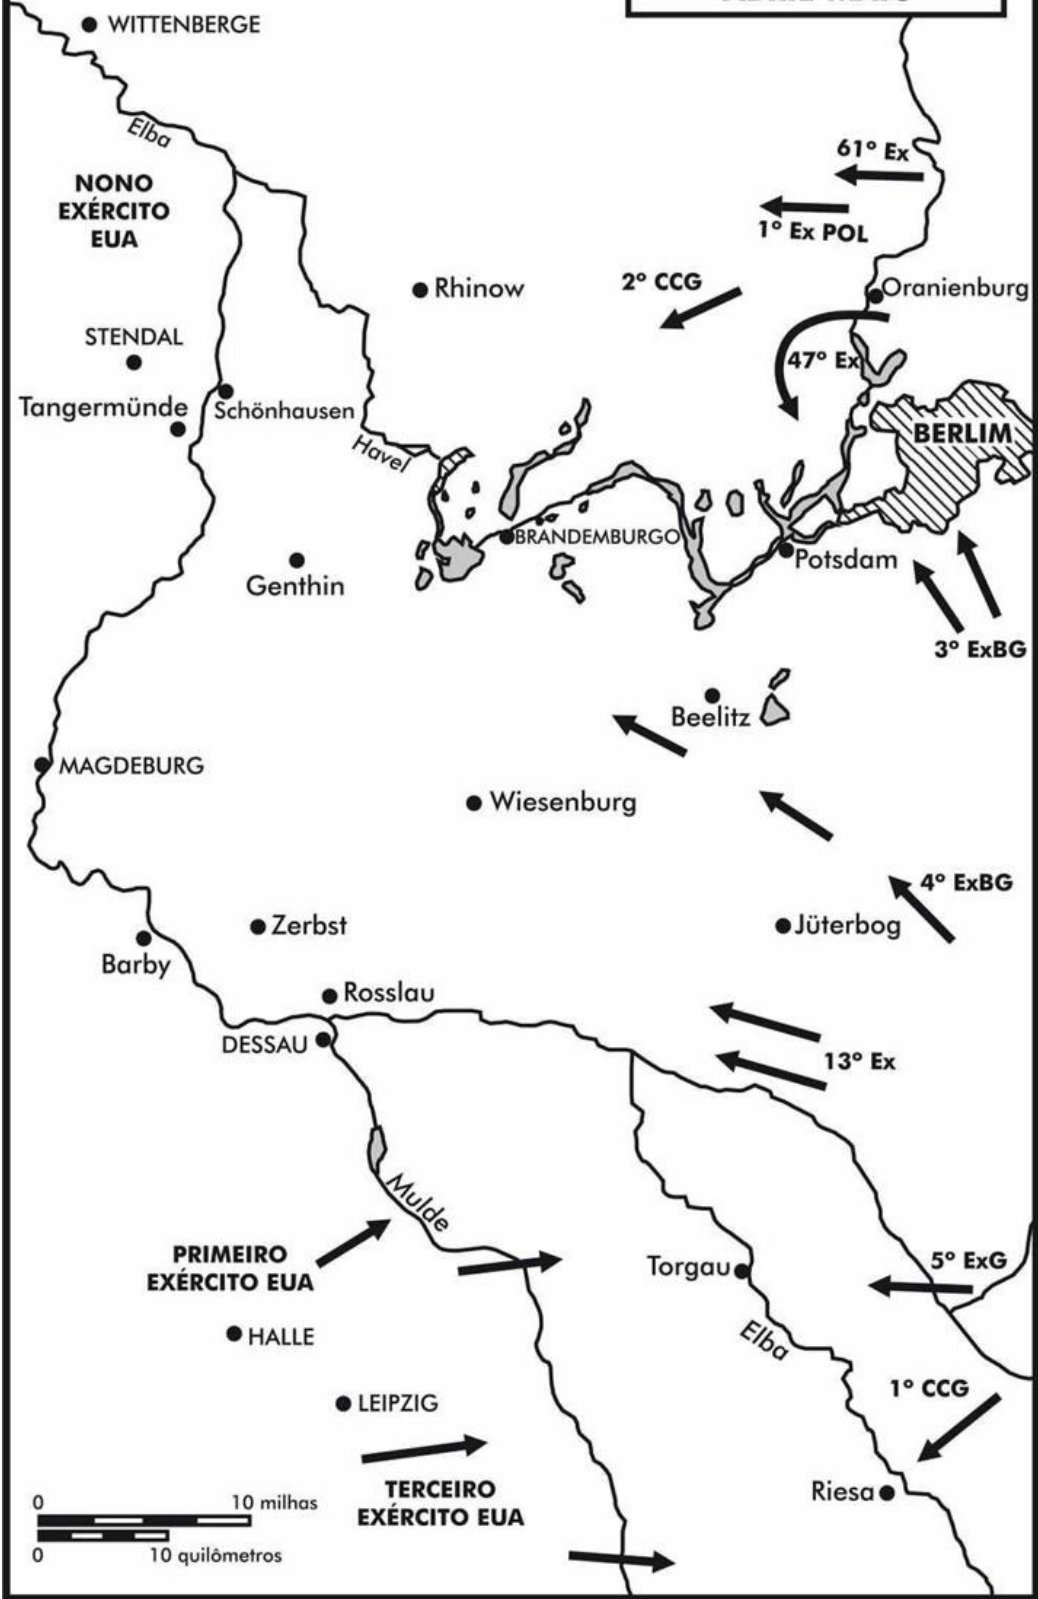 WITTENBERGE
Elba
61º Ex
NONO
EXÉRCITO
EUA
1º Ex POL
2º CCG
Rhinow
Oranienburg
STENDAL
47º Ex
Tangermünde
Schönhausen
BERLIM
Havel
BRANDEMBURGO
Potsdam
Genthin
3º ExBG
Beelitz
MAGDEBURG
Wiesenburg
4º ExBG
Zerbst
Jüterbog
Barby
Rosslau
DESSAU
13º Ex
Mulde
PRIMEIRO
EXÉRCITO EUA
Torgau
5º ExG
HALLE
Elba
1º CCG
LEIPZIG
TERCEIRO
EXÉRCITO EUA
Riesa
0 10 milhas
0 10 quilômetros